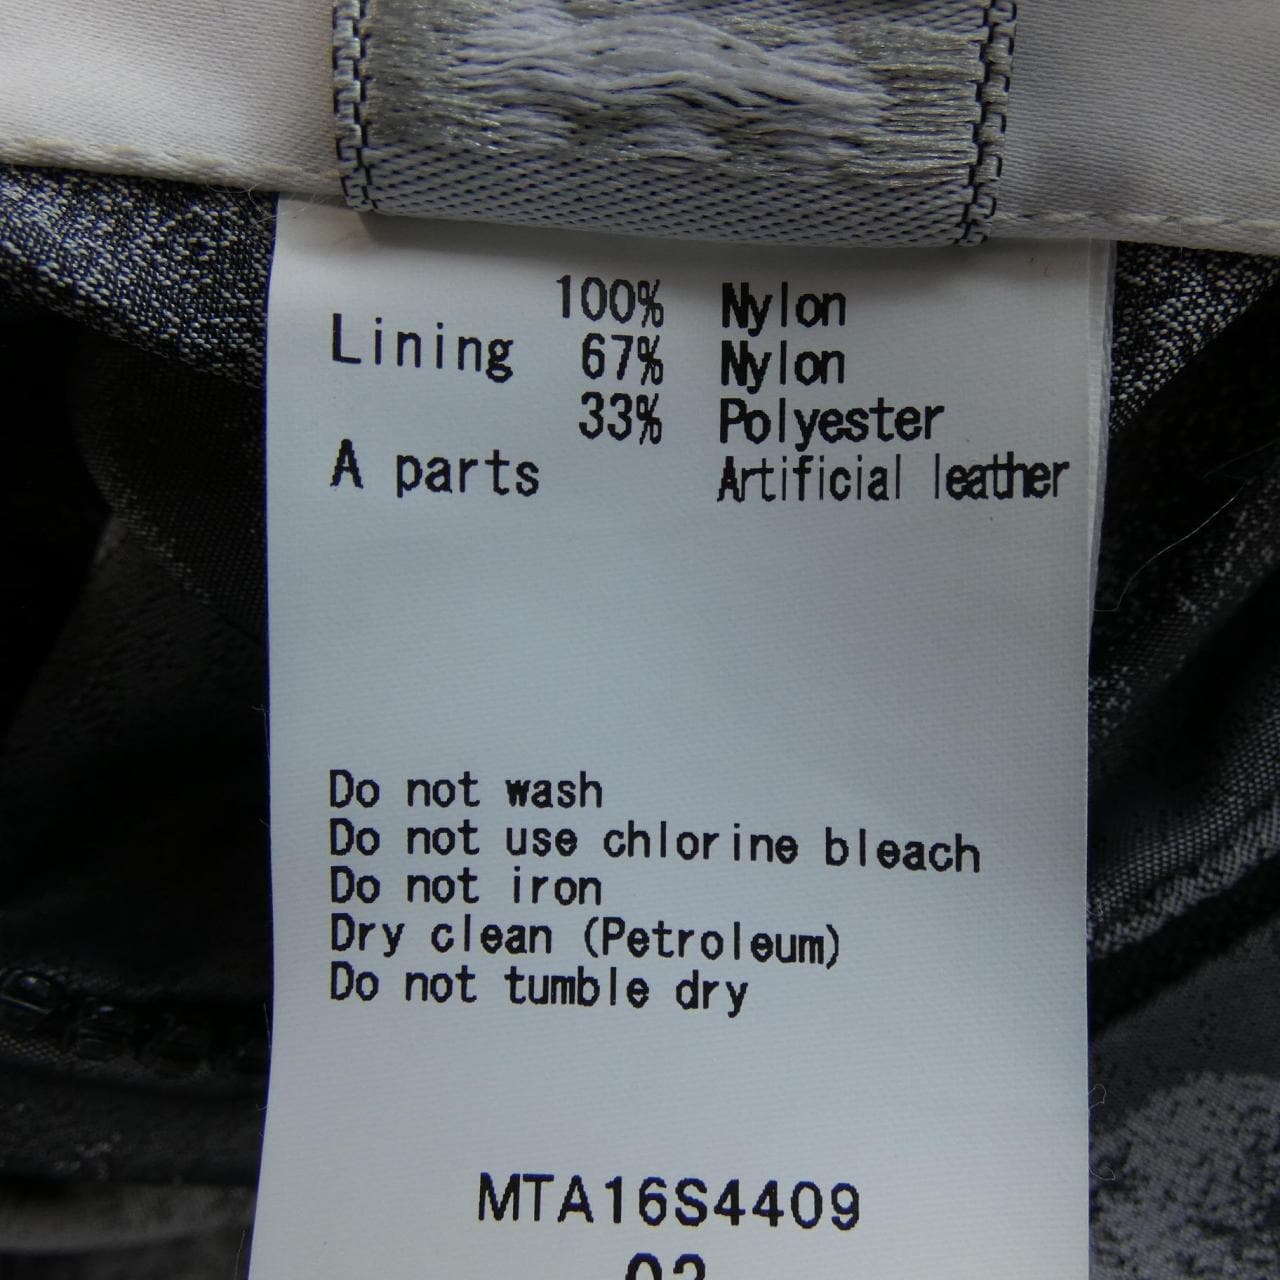 100% Nylon
Lining 67% Nylon
33% Polyester
A parts Artificial leather
Do not wash
Do not use chlorine bleach
Do not iron
Dry clean (Petroleum)
Do not tumble dry
MTA16S4409